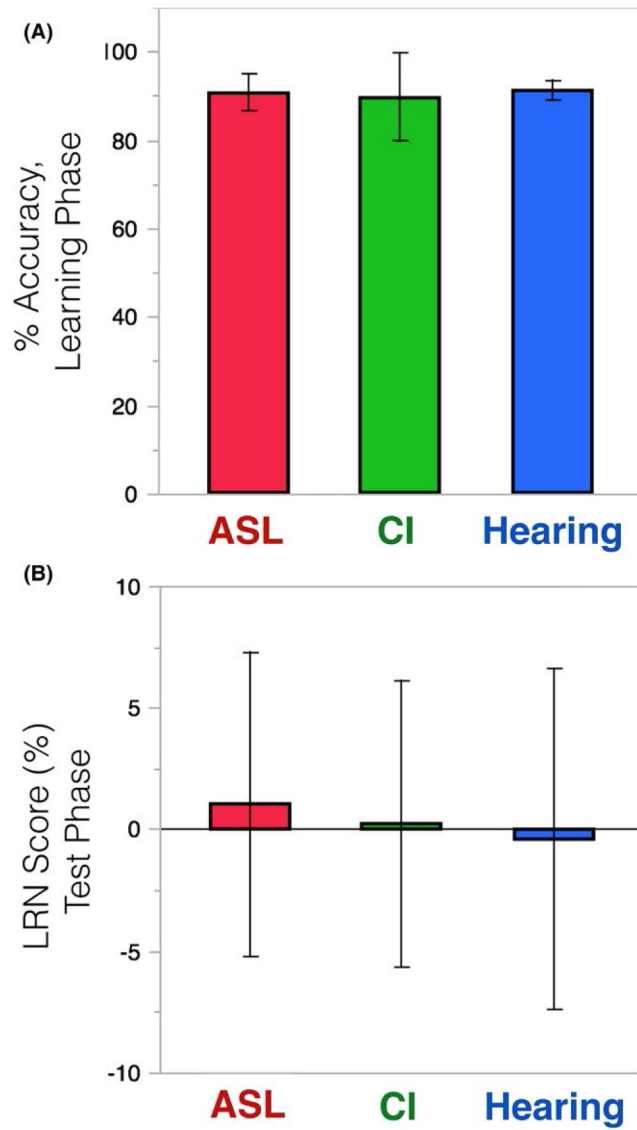 (A)
% Accuracy,
Learning Phase
100
80
60
40
20
0
ASL CI Hearing
(B)
LRN Score (%)
Test Phase
10
5
0
-5
-10
ASL CI Hearing